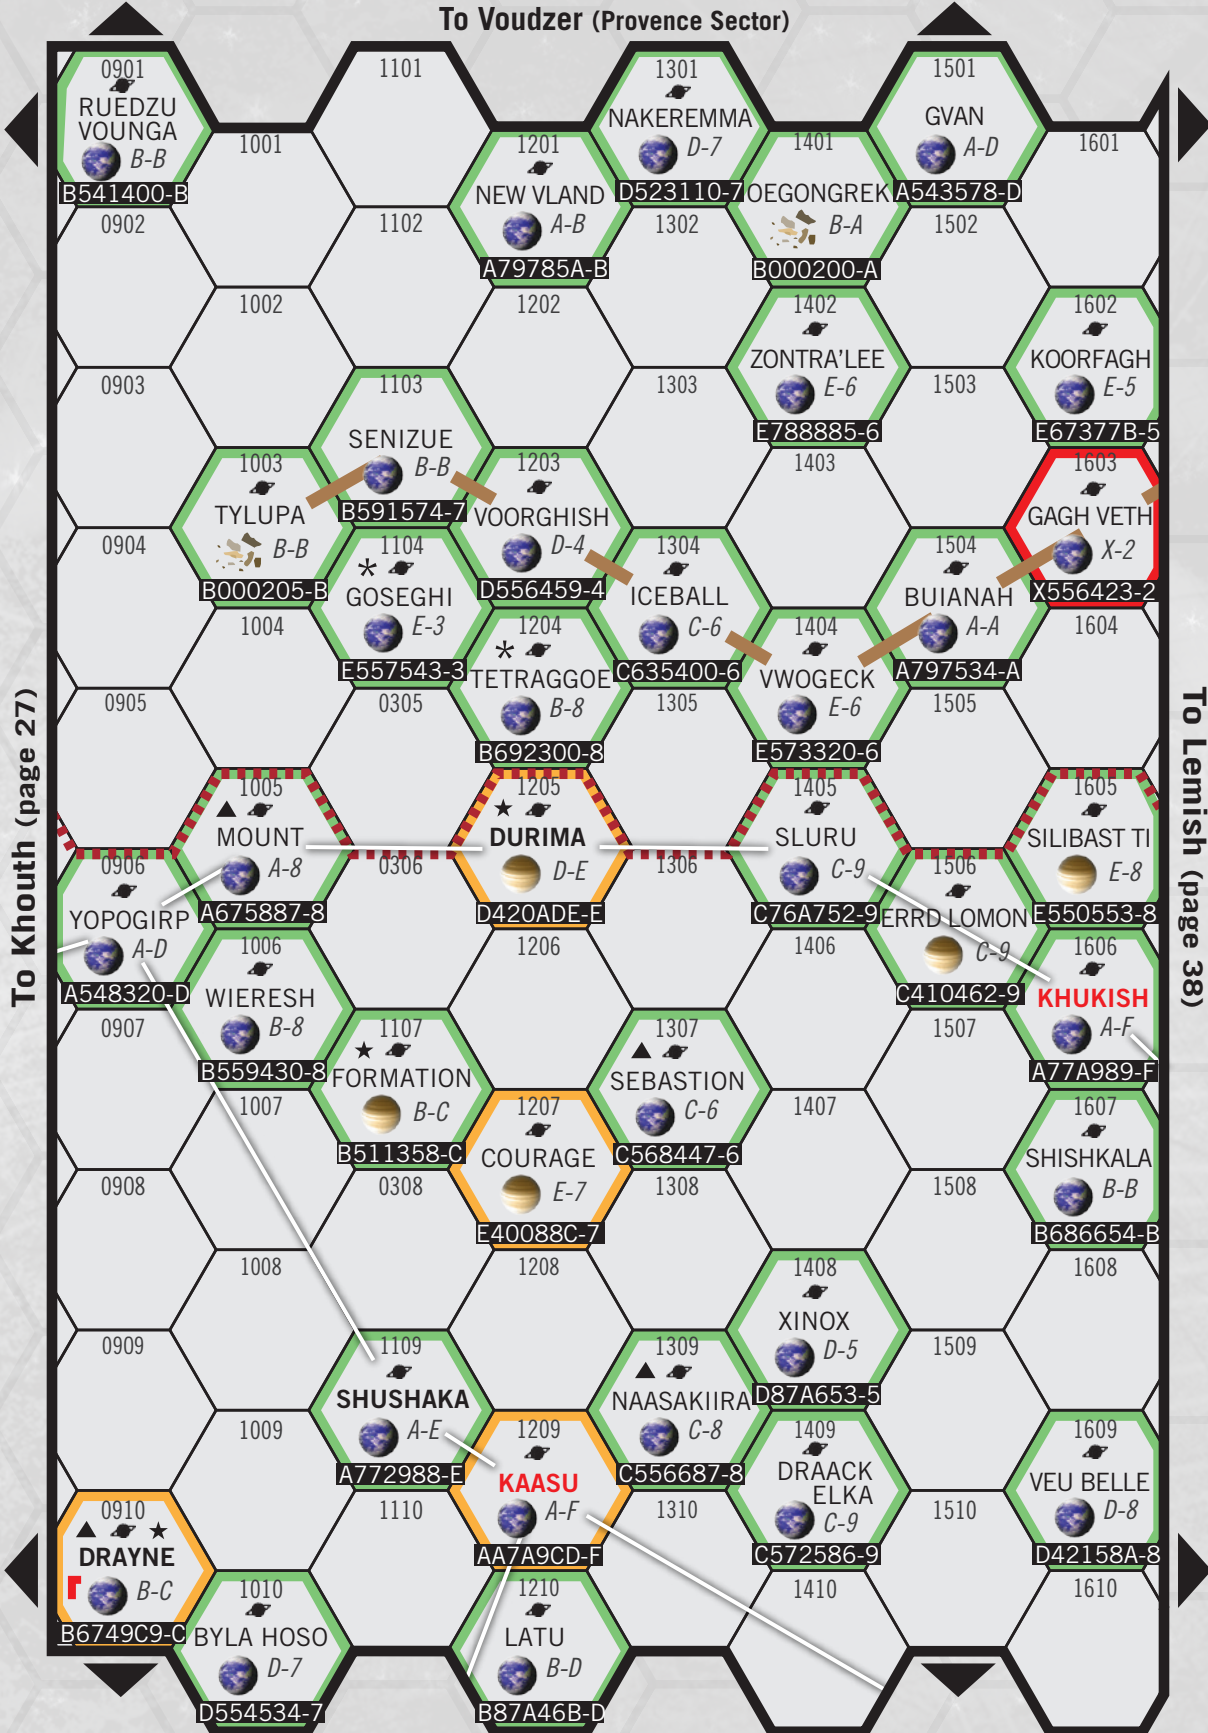 To Voudzer (Provence Sector)
To Khouth (page 27)
To Lemish (page 38)
0901
RUEDZU
VOUNGA
B-B
B541400-B
0902
0903
0904
0905
0906
YOPOGIRP
A-D
A548320-D
0907
0908
0909
0910
DRAYNE
B-C
B6749C9-C
1001
1002
1003
TYLUPA
B-B
B000205-B
1004
1005
MOUNT
A-8
A675887-8
1006
WIERESH
B-8
B559430-8
1007
1008
1009
1010
BYLA HOSO
D-7
D554534-7
1101
1102
1103
SENIZUE
B-B
B591574-7
1104
*
GOSEGHI
E-3
E557543-3
0305
0306
1107
FORMATION
B-C
B511358-C
0308
1109
SHUSHAKA
A-E
A772988-E
1110
1201
NEW VLAND
A-B
A79785A-B
1202
1203
VOORGHISH
D-4
D556459-4
1204
*
TETRAGGOE
B-8
B692300-8
1205
DURIMA
D-E
D420ADE-E
1206
1207
COURAGE
E-7
E40088C-7
1208
1209
KAASU
A-F
AA7A9CD-F
1210
LATU
B-D
B87A46B-D
1301
NAKEREMMA
D-7
D523110-7
1302
1303
1304
ICEBALL
C-6
C635400-6
1305
1306
1307
SEBASTION
C-6
C568447-6
1308
1309
NAASAKIIRA
C-8
C556687-8
1310
1401
OEGONGREK
B-A
B000200-A
1402
ZONTRA'LEE
E-6
E788885-6
1403
1404
VWOGECK
E-6
E573320-6
1405
SLURU
C-9
C76A752-9
1406
1407
1408
XINOX
D-5
D87A653-5
1409
DRAACK
ELKA
C-9
C572586-9
1410
1501
GVAN
A-D
A543578-D
1502
1503
1504
BUIANAH
A-A
A797534-A
1505
1506
ERRD LOMON
C-9
C410462-9
1507
1508
1509
1510
1601
1602
KOORFAGH
E-5
E67377B-5
1603
GAGH VETH
X-2
X556423-2
1604
1605
SILIBAST TI
E-8
E550553-8
1606
KHUKISH
A-F
A77A989-F
1607
SHISHKALA
B-B
B686654-B
1608
1609
VEU BELLE
D-8
D42158A-8
1610